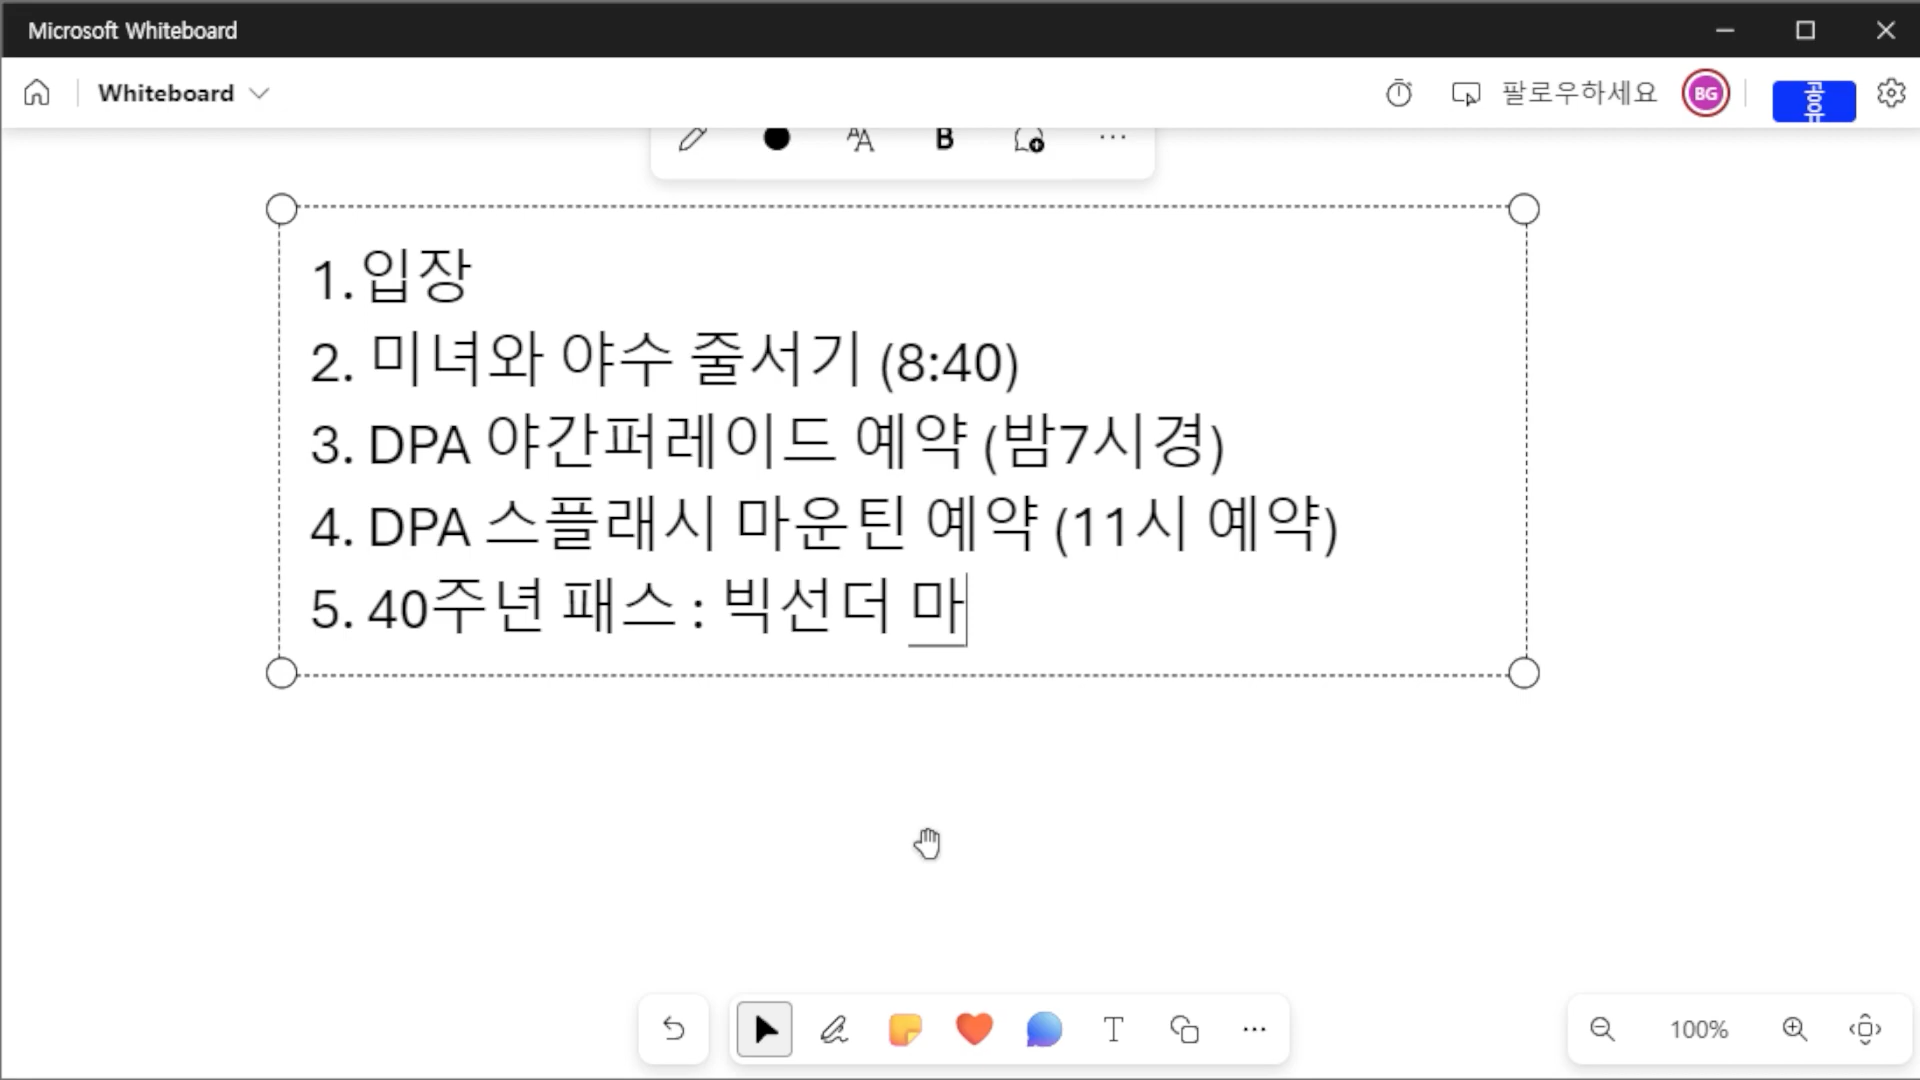 Microsoft Whiteboard
Whiteboard
팔로우하세요
BG
공유
B
1.입장
2. 미녀와 야수 줄서기 (8:40)
3. DPA 야간퍼레이드 예약 (밤7시경)
4. DPA 스플래시 마운틴 예약 (11시 예약)
5. 40주년 패스 : 빅선더 마
100%